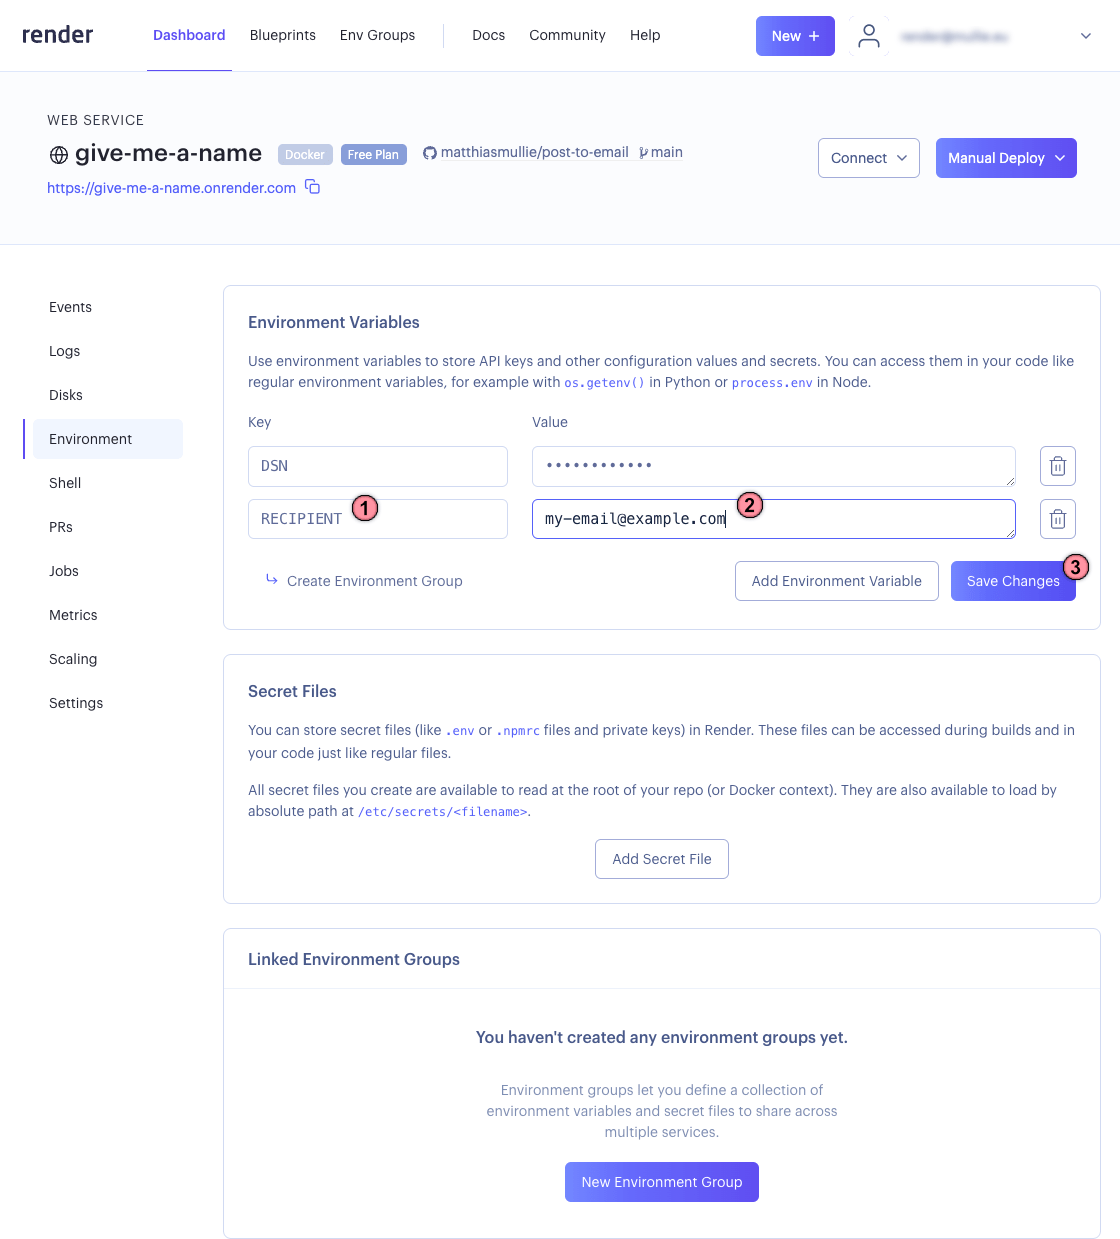 render
Dashboard Blueprints Env Groups Docs Community Help New +
WEB SERVICE
give-me-a-name Docker Free Plan matthiasmullie/post-to-email main
Connect Manual Deploy
https://give-me-a-name.onrender.com
Events
Logs
Disks
Environment
Shell
PRs
Jobs
Metrics
Scaling
Settings
Environment Variables
Use environment variables to store API keys and other configuration values and secrets. You can access them in your code like
regular environment variables, for example with os.getenv() in Python or process.env in Node.
Key Value
DSN ••••••••••••
RECIPIENT 1 my-email@example.com 2
Create Environment Group Add Environment Variable Save Changes 3
Secret Files
You can store secret files (like .env or .npmrc files and private keys) in Render. These files can be accessed during builds and in
your code just like regular files.
All secret files you create are available to read at the root of your repo (or Docker context). They are also available to load by
absolute path at /etc/secrets/<filename>.
Add Secret File
Linked Environment Groups
You haven't created any environment groups yet.
Environment groups let you define a collection of
environment variables and secret files to share across
multiple services.
New Environment Group